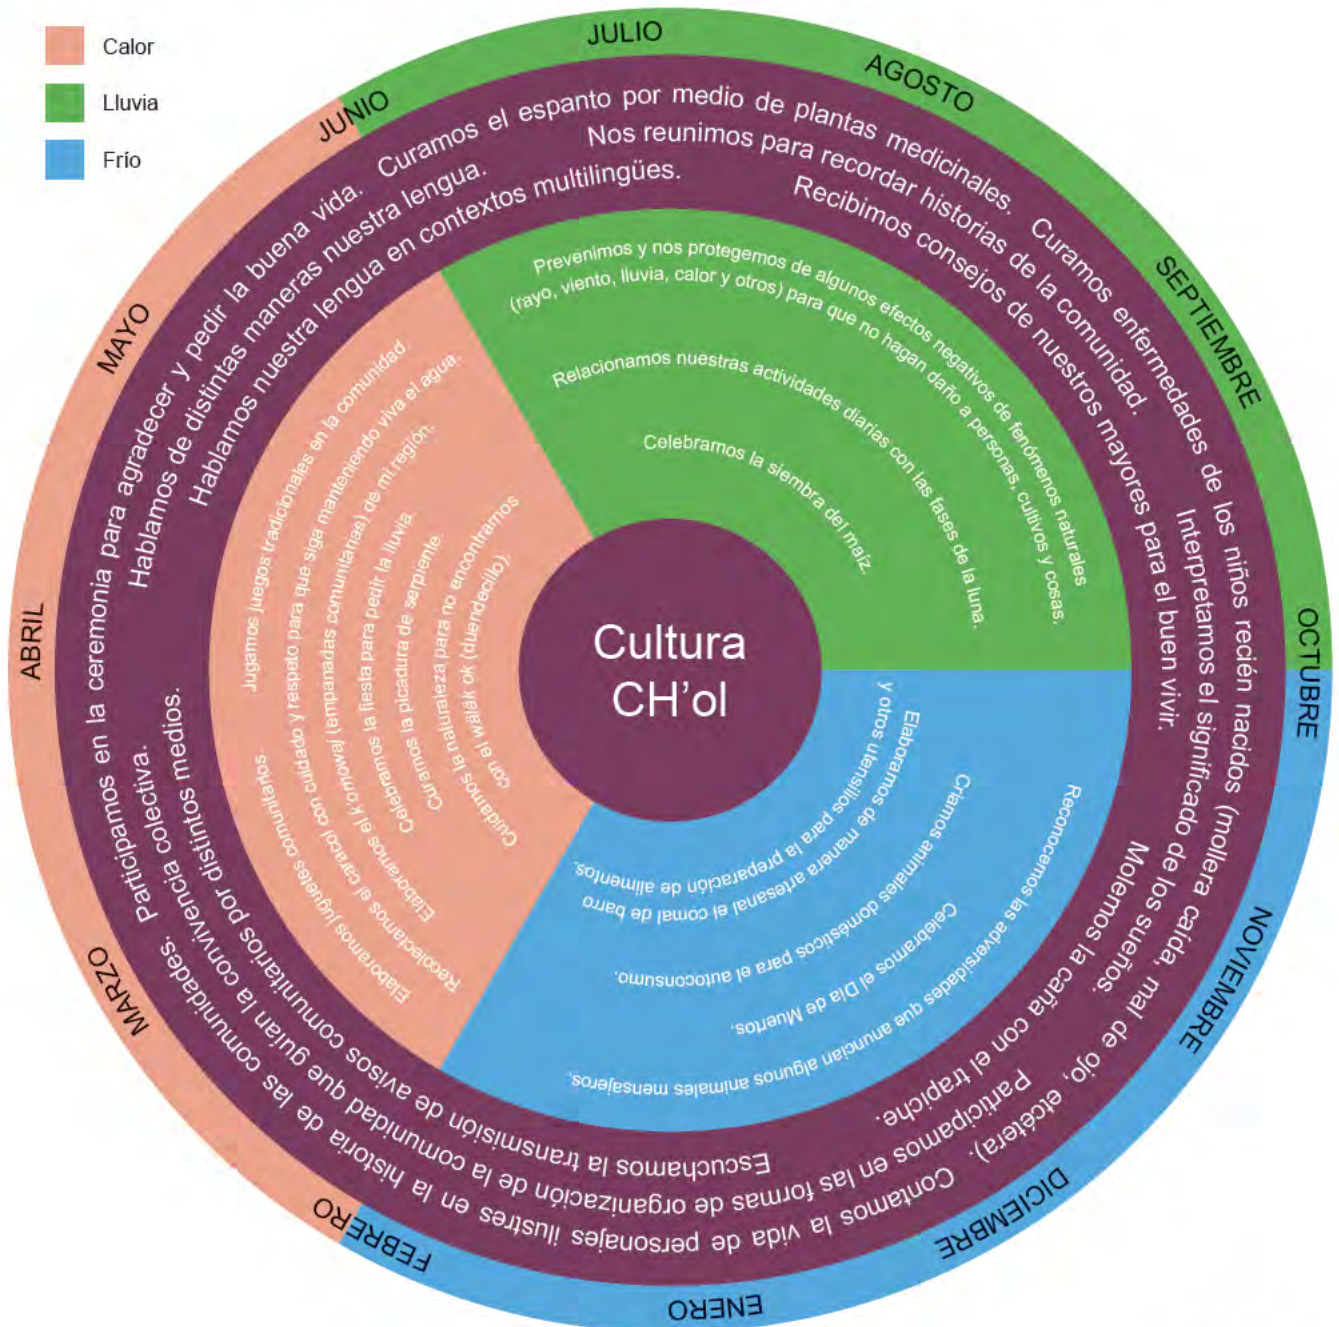 Calor
Lluvia
Frío
JUNIO
JULIO
AGOSTO
SEPTIEMBRE
OCTUBRE
NOVIEMBRE
DICIEMBRE
ENERO
FEBRERO
MARZO
ABRIL
MAYO
Participamos en la ceremonia para agradecer y pedir la buena vida.
Curamos el espanto por medio de plantas medicinales.
Curamos enfermedades de los niños recién nacidos (mollera caída, mal de ojo, etcétera).
Contamos la vida de personajes ilustres en la historia de las comunidades.
Hablamos de distintas maneras nuestra lengua.
Nos reunimos para recordar historias de la comunidad.
Interpretamos el significado de los sueños.
Participamos en las formas de organización de la comunidad que guían la convivencia colectiva.
Hablamos nuestra lengua en contextos multilingües.
Recibimos consejos de nuestros mayores para el buen vivir.
Molemos la caña con el trapiche.
Escuchamos la transmisión de avisos comunitarios por distintos medios.
Prevenimos y nos protegemos de algunos efectos negativos de fenómenos naturales
(rayo, viento, lluvia, calor y otros) para que no hagan daño a personas, cultivos y cosas.
Relacionamos nuestras actividades diarias con las fases de la luna.
Celebramos la siembra del maíz.
Elaboramos de manera artesanal el comal de barro
y otros utensilios para la preparación de alimentos.
Criamos animales domésticos para el autoconsumo.
Celebramos el Día de Muertos.
Reconocemos las adversidades que anuncian algunos animales mensajeros.
Jugamos juegos tradicionales en la comunidad
Elaboramos juguetes comunitarios.
Recolectamos el caracol con cuidado y respeto para que siga manteniendo viva el agua.
Elaboramos el (empanadas comunitarias) de mi región.
Celebramos la fiesta para pedir la lluvia.
Curamos la picadura de serpiente.
Cuidamos la naturaleza para no encontrarnos
con el wäläk ok (duendecillo).
Cultura
CH'ol